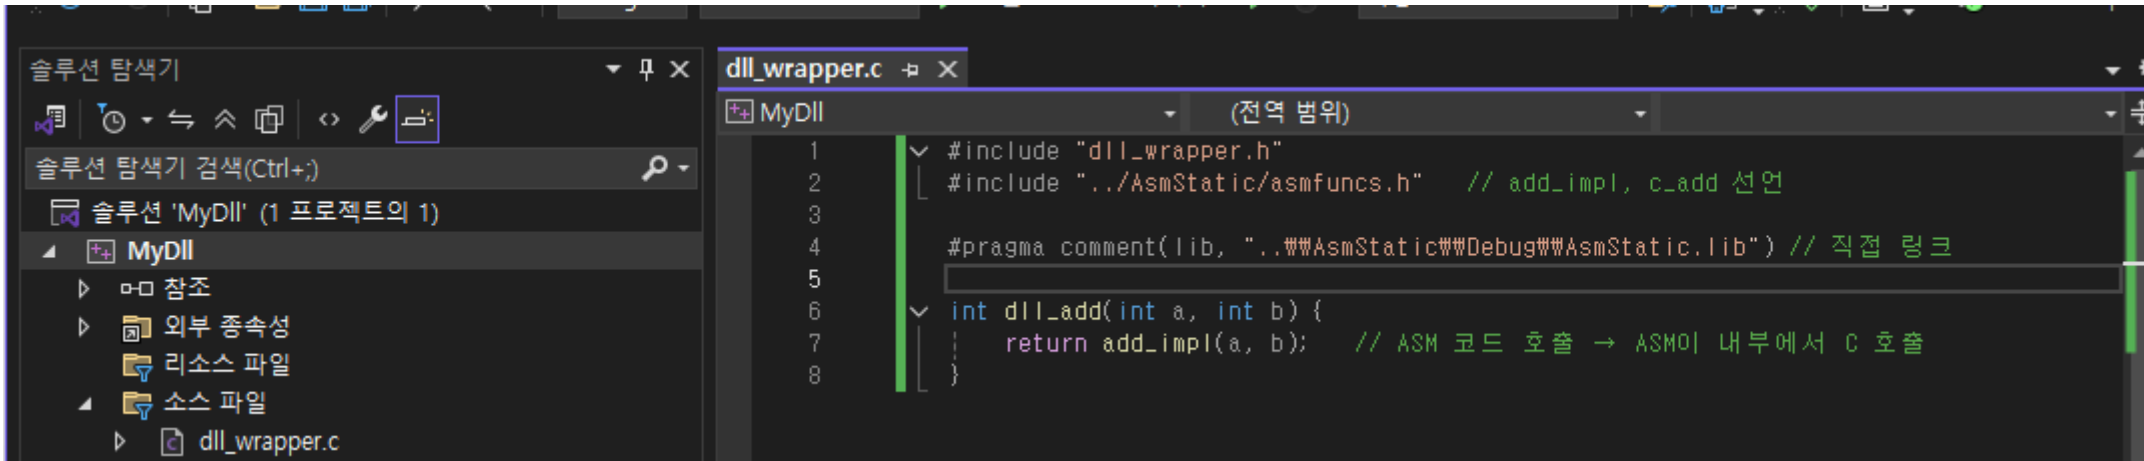 솔루션 탐색기
솔루션 탐색기 검색(Ctrl+;)
솔루션 'MyDll' (1 프로젝트의 1)
MyDll
참조
외부 종속성
리소스 파일
소스 파일
dll_wrapper.c
dll_wrapper.c
MyDll
(전역 범위)
1 #include "dll_wrapper.h"
2 #include "../AsmStatic/asmfuncs.h" // add_impl, c_add 선언
3
4 #pragma comment(lib, "..₩₩AsmStatic₩₩Debug₩₩AsmStatic.lib") // 직접 링크
5
6 int dll_add(int a, int b) {
7 return add_impl(a, b); // ASM 코드 호출 → ASM이 내부에서 C 호출
8 }